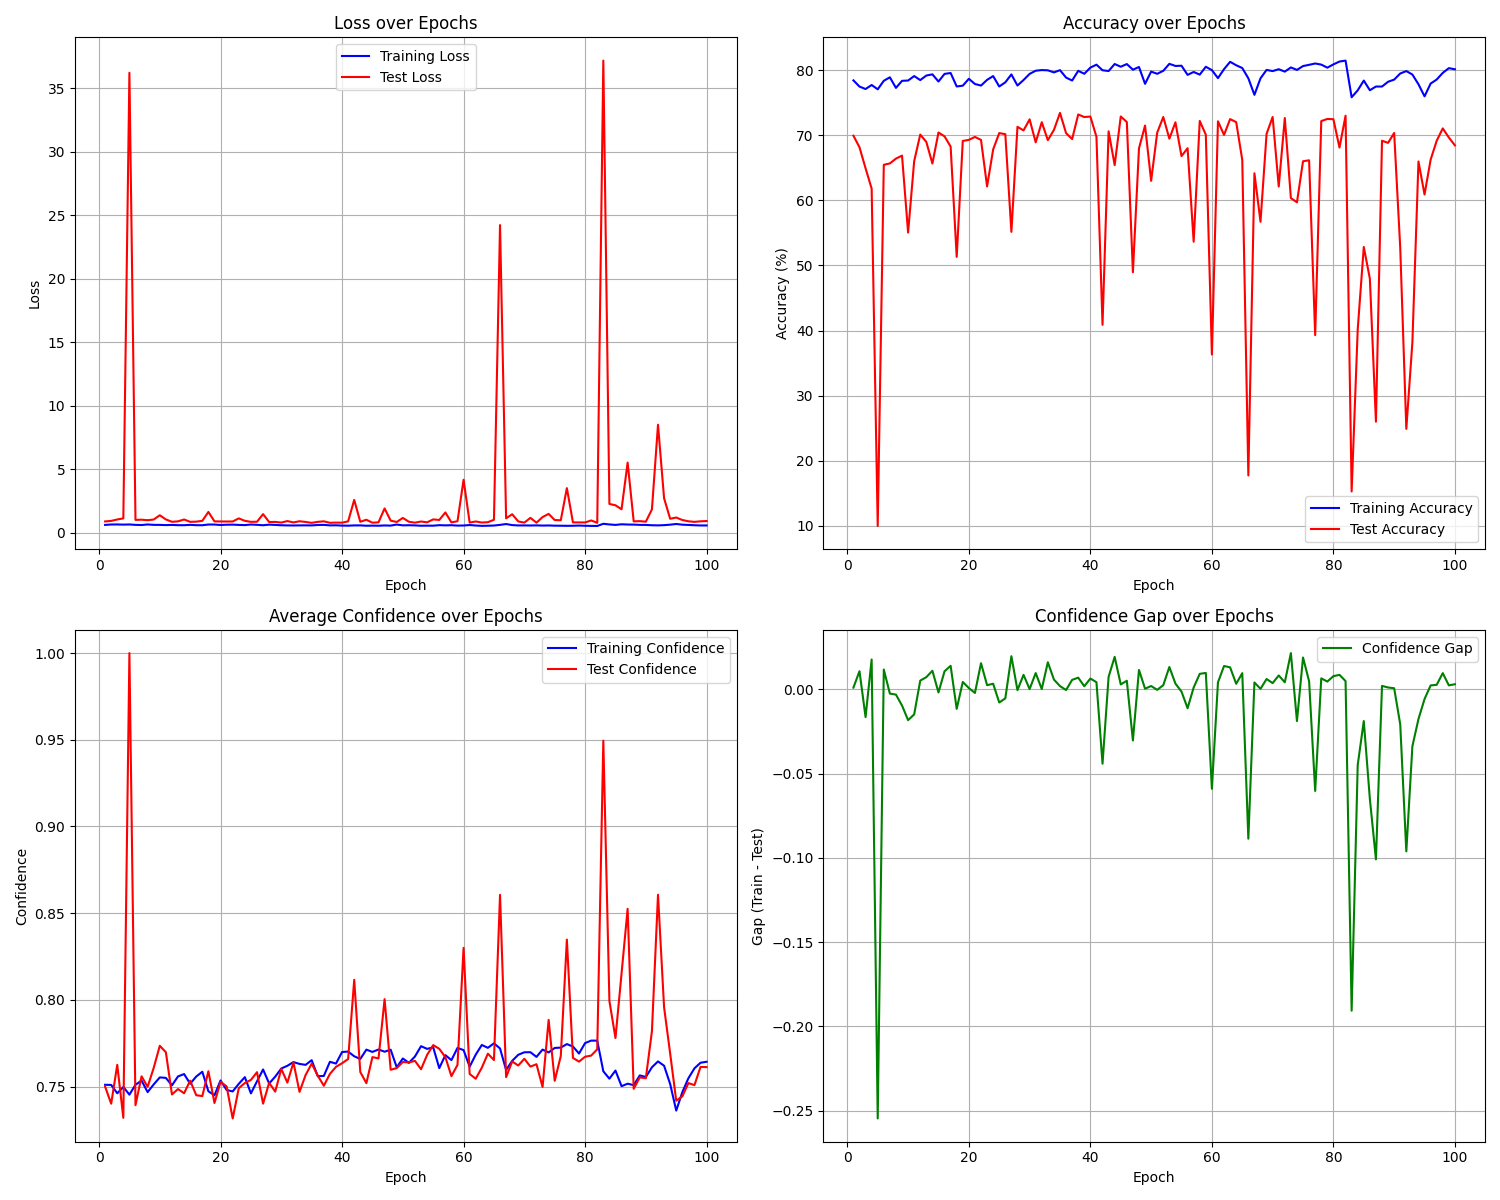 Loss over Epochs
Training Loss
Test Loss
35
30
25
20
15
10
5
0
Loss
0 20 40 60 80 100
Epoch
Accuracy over Epochs
80
70
60
50
40
30
20
10
Accuracy (%)
Training Accuracy
Test Accuracy
0 20 40 60 80 100
Epoch
Average Confidence over Epochs
Training Confidence
Test Confidence
1.00
0.95
0.90
0.85
0.80
0.75
Confidence
0 20 40 60 80 100
Epoch
Confidence Gap over Epochs
Confidence Gap
0.00
−0.05
−0.10
−0.15
−0.20
−0.25
Gap (Train - Test)
0 20 40 60 80 100
Epoch